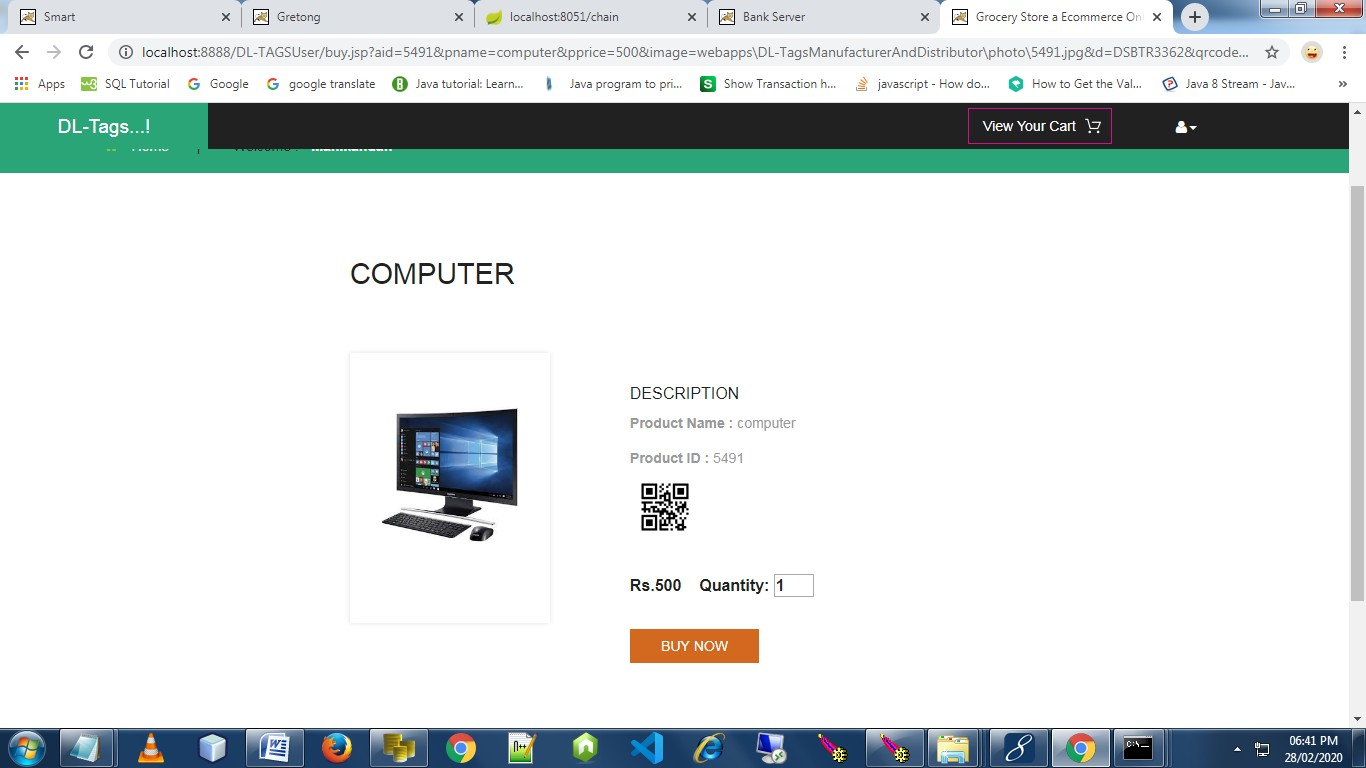 Smart
Gretong
localhost:8051/chain
Bank Server
Grocery Store a Ecommerce Onl
localhost:8888/DL-TAGSUser/buy.jsp?aid=5491&pname=computer&pprice=500&image=webapps\DL-TagsManufacturerAndDistributor\photo\5491.jpg&d=DSBTR3362&qrcode...
Apps
SQL Tutorial
Google
google translate
Java tutorial: Learn...
Java program to pri...
Show Transaction h...
javascript - How do...
How to Get the Val...
Java 8 Stream - Jav...
»
DL-Tags...!
View Your Cart
Home | Welcome : Manikandan
COMPUTER
DESCRIPTION
Product Name : computer
Product ID : 5491
Rs.500 Quantity: 1
BUY NOW
06:41 PM
28/02/2020